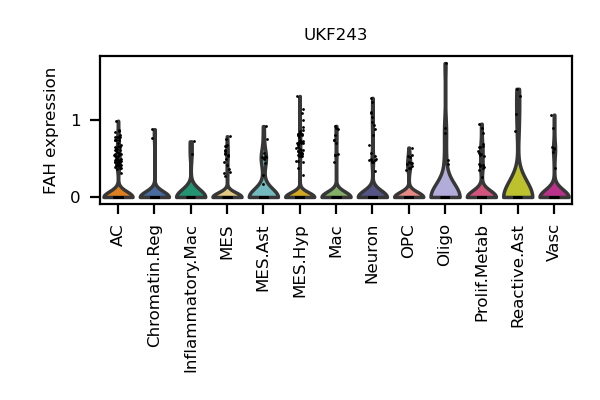 UKF243
FAH expression
1
0
AC
Chromatin.Reg
Inflammatory.Mac
MES
MES.Ast
MES.Hyp
Mac
Neuron
OPC
Oligo
Prolif.Metab
Reactive.Ast
Vasc